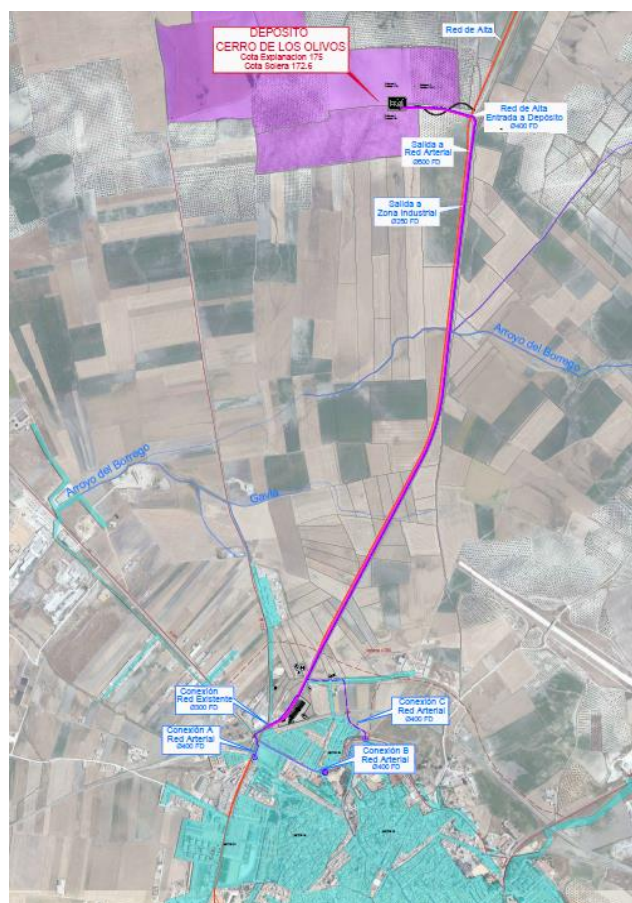 Red de Alta
DEPOSITO
CERRO DE LOS OLIVOS
Cota Explanacion 175
Cota Solera 172.6
Red de Alta
Entrada a Depósito
Ø400 FD
Salida a
Red Arterial
Ø600 FD
Salida a
Zona Industrial
Ø250 FD
Arroyo del Borrego
Arroyo del Borrego
Gavia
Conexión
Red Existente
Ø300 FD
Conexión A
Red Arterial
Ø400 FD
Conexión C
Red Arterial
Ø400 FD
Conexión B
Red Arterial
Ø400 FD